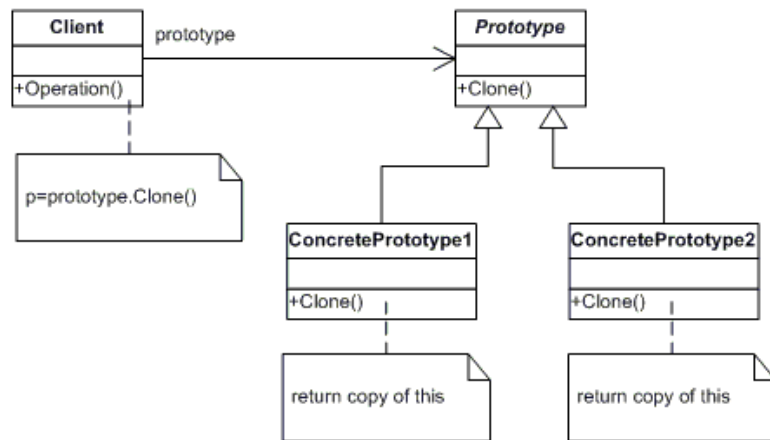 Client
prototype
Prototype
+Operation()
+Clone()
p=prototype.Clone()
ConcretePrototype1
ConcretePrototype2
+Clone()
+Clone()
return copy of this
return copy of this